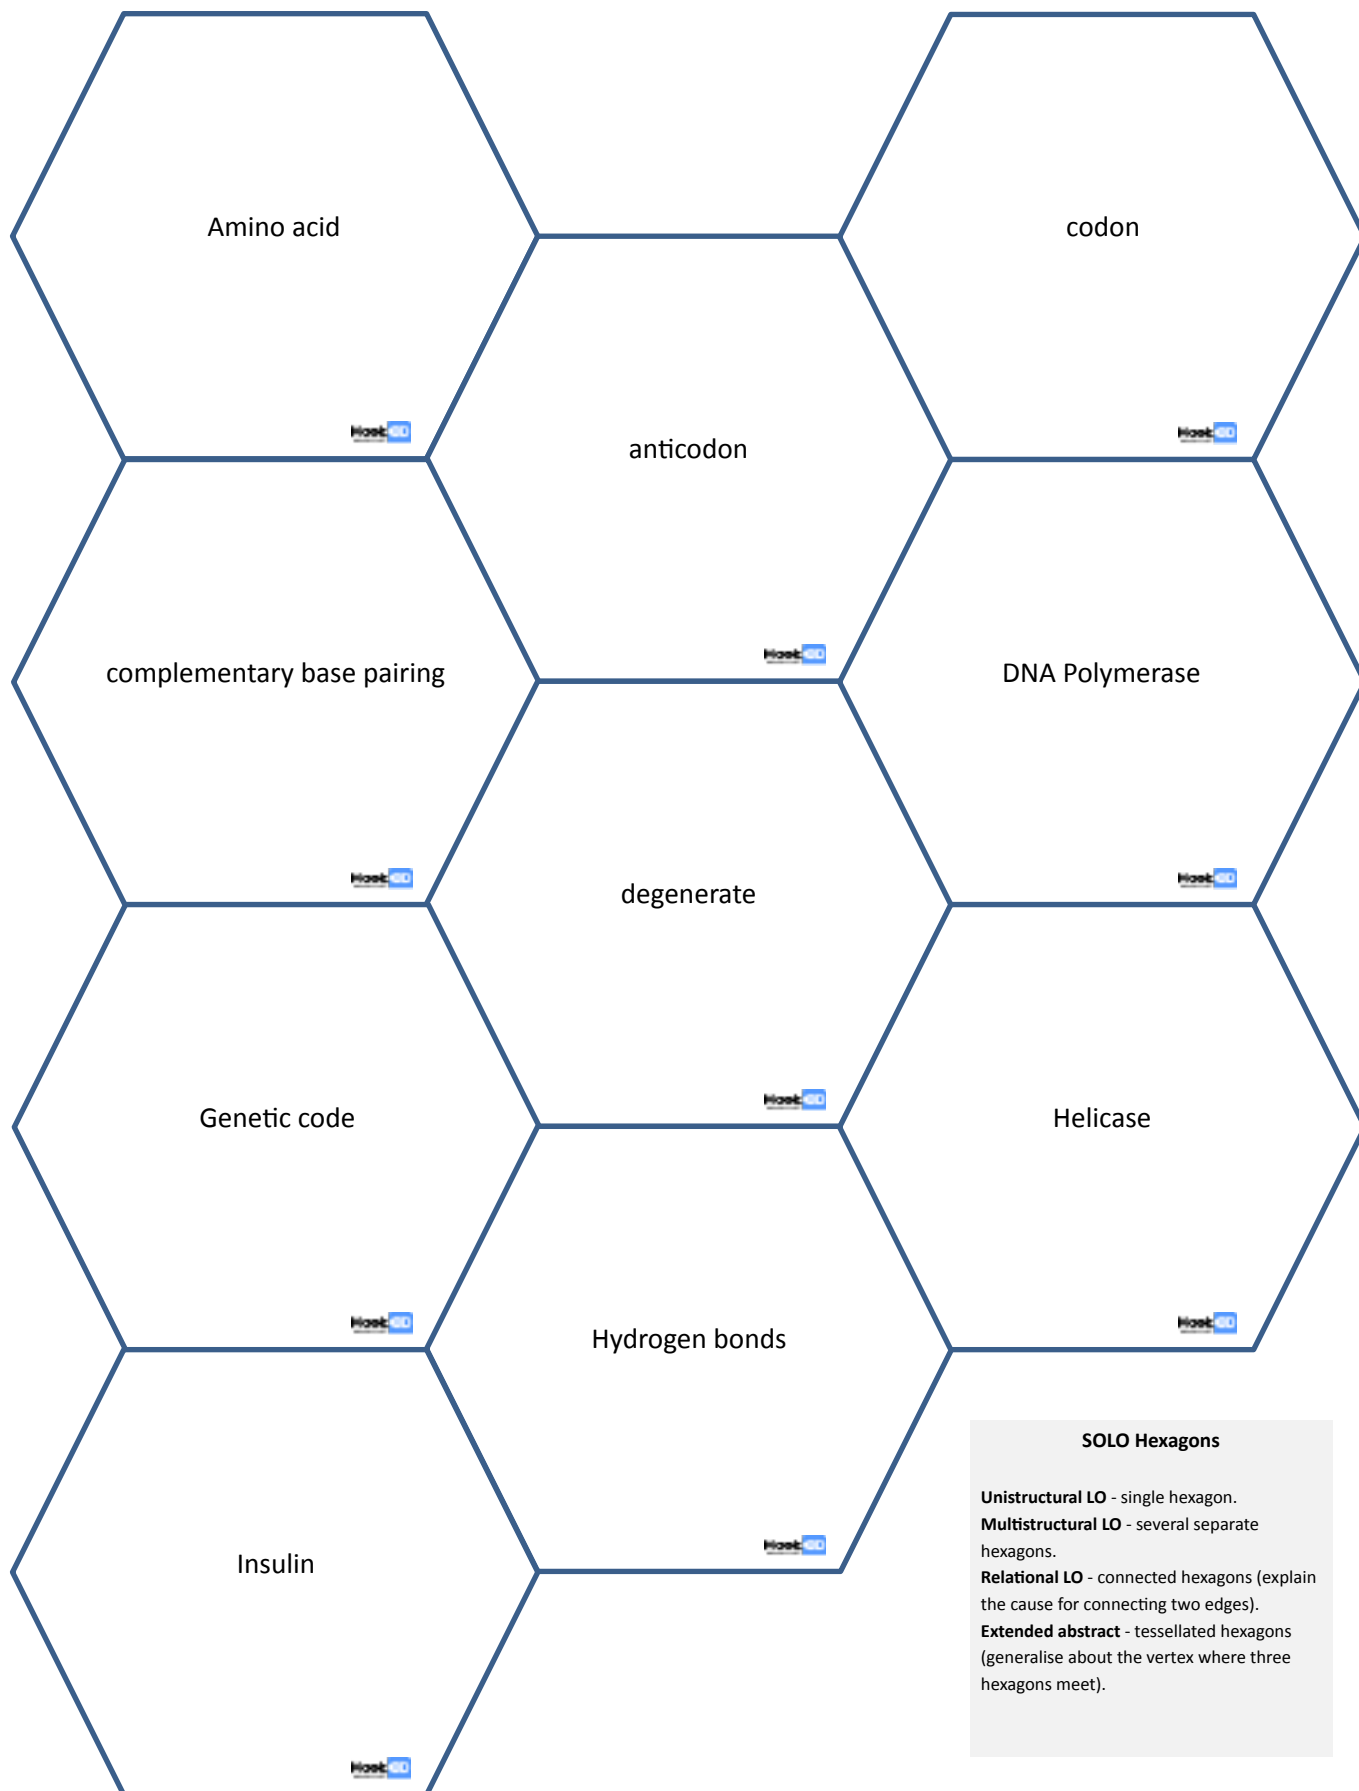 Amino acid
codon
anticodon
complementary base pairing
DNA Polymerase
degenerate
Genetic code
Helicase
Hydrogen bonds
Insulin
SOLO Hexagons
Unistructural LO - single hexagon.
Multistructural LO - several separate
hexagons.
Relational LO - connected hexagons (explain
the cause for connecting two edges).
Extended abstract - tessellated hexagons
(generalise about the vertex where three
hexagons meet).